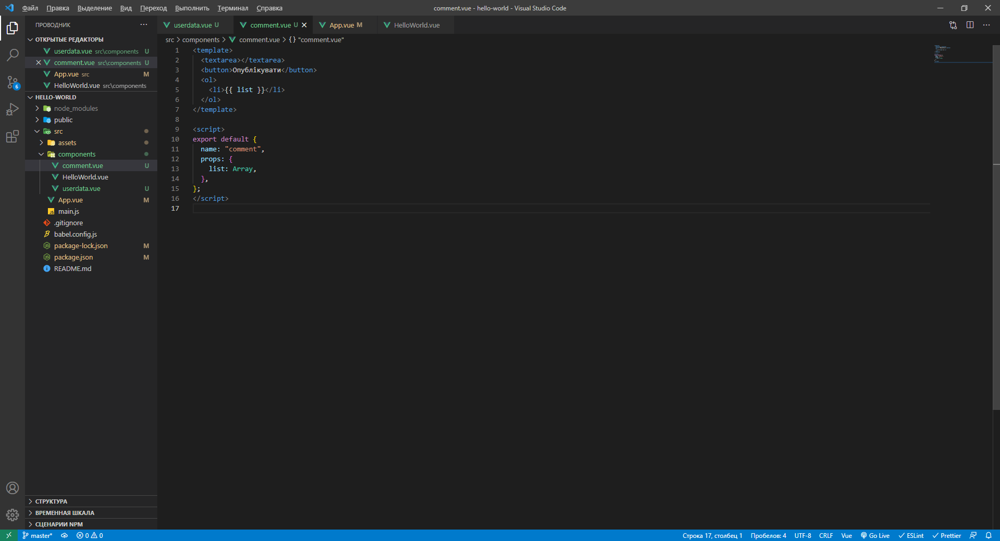 Файл Правка Выделение Вид Переход Выполнить Терминал Справка
comment.vue - hello-world - Visual Studio Code
ПРОВОДНИК
ОТКРЫТЫЕ РЕДАКТОРЫ
userdata.vue src\components U
comment.vue src\components U
App.vue src M
HelloWorld.vue src\components
HELLO-WORLD
node_modules
public
src
assets
components
comment.vue U
HelloWorld.vue
userdata.vue U
App.vue M
JS main.js
.gitignore
babel.config.js
package-lock.json M
package.json M
README.md
СТРУКТУРА
ВРЕМЕННАЯ ШКАЛА
СЦЕНАРИИ NPM
6
userdata.vue U comment.vue U App.vue M HelloWorld.vue
src > components > comment.vue > {} "comment.vue"
1 <template>
2 <textarea></textarea>
3 <button>Опублікувати</button>
4 <ol>
5 <li>{{ list }}</li>
6 </ol>
7 </template>
8
9 <script>
10 export default {
11 name: "comment",
12 props: {
13 list: Array,
14 },
15 };
16 </script>
17
master* 0 0
Строка 17, столбец 1 Пробелов: 4 UTF-8 CRLF Vue Go Live ESLint Prettier